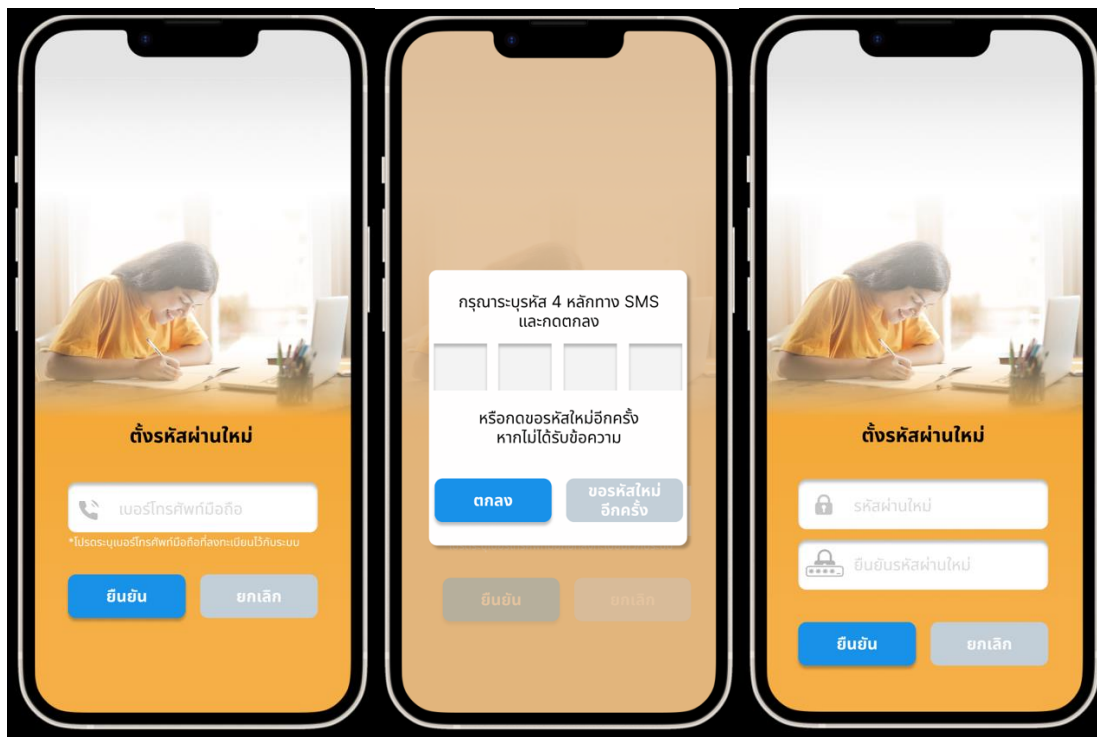 ตั้งรหัสผ่านใหม่
เบอร์โทรศัพท์มือถือ
*โปรดระบุเบอร์โทรศัพท์มือถือที่ลงทะเบียนไว้กับระบบ
ยืนยัน
ยกเลิก
กรุณาระบุรหัส 4 หลักทาง SMS
และกดตกลง
หรือกดขอรหัสใหม่อีกครั้ง
หากไม่ได้รับข้อความ
ตกลง
ขอรหัสใหม่
อีกครั้ง
ยืนยัน
ยกเลิก
ตั้งรหัสผ่านใหม่
รหัสผ่านใหม่
ยืนยันรหัสผ่านใหม่
ยืนยัน
ยกเลิก